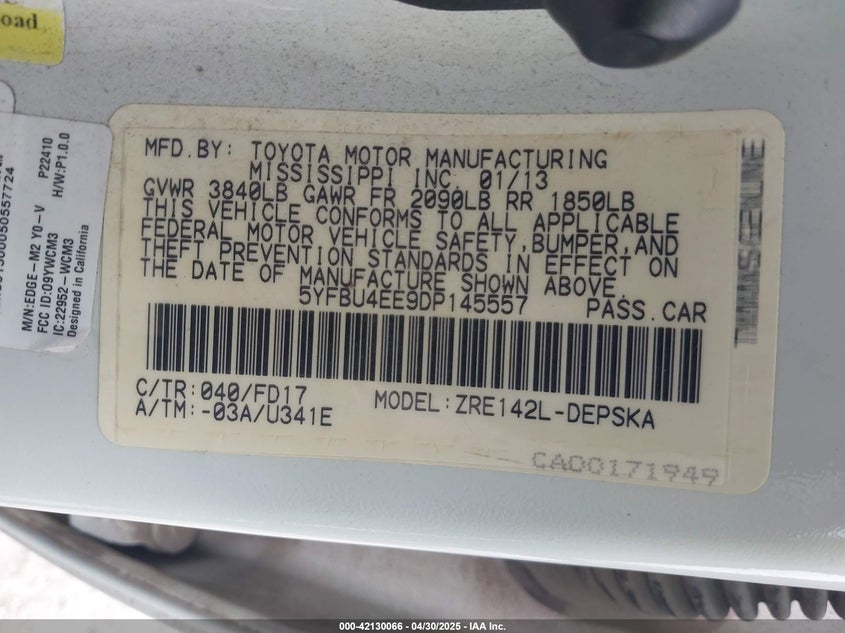 oad
P22410
H/W:P1.0.0
M/N:EDGE-M2 Y0-V
FCC ID:09YWCM3
IC:22952-WCM3
Designed in California
MFD.BY: TOYOTA MOTOR MANUFACTURING
MISSISSIPPI INC. 01/13
GVWR 3840LB GAWR FR 2090LB RR 1850LB
THIS VEHICLE CONFORMS TO ALL APPLICABLE
FEDERAL MOTOR VEHICLE SAFETY,BUMPER,AND
THEFT PREVENTION STANDARDS IN EFFECT ON
THE DATE OF MANUFACTURE SHOWN ABOVE.
5YFBU4EE9DP145557 PASS.CAR
C/TR:040/FD17
A/TM:-03A/U341E
MODEL:ZRE142L-DEPSKA
CA00171949
000-42130066 - 04/30/2025 - IAA Inc.